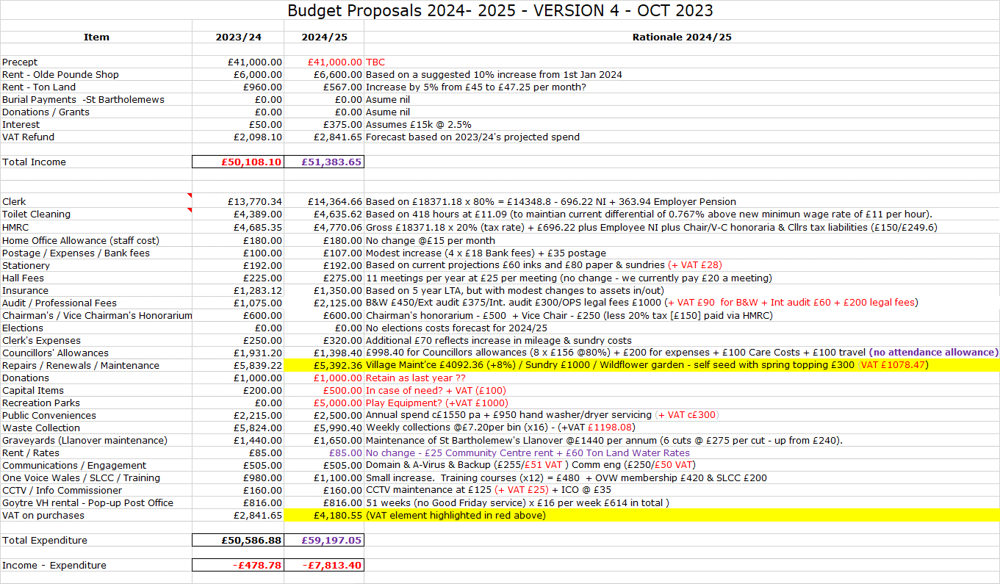 Budget Proposals 2024- 2025 - VERSION 4 - OCT 2023
Item 2023/24 2024/25 Rationale 2024/25
Precept £41,000.00 £41,000.00 TBC
Rent - Olde Pounde Shop £6,000.00 £6,600.00 Based on a suggested 10% increase from 1st Jan 2024
Rent - Ton Land £960.00 £567.00 Increase by 5% from £45 to £47.25 per month?
Burial Payments -St Bartholemews £0.00 £0.00 Asume nil
Donations / Grants £0.00 £0.00 Asume nil
Interest £50.00 £375.00 Assumes £15k @ 2.5%
VAT Refund £2,098.10 £2,841.65 Forecast based on 2023/24's projected spend
Total Income £50,108.10 £51,383.65
Clerk £13,770.34 £14,364.66 Based on £18371.18 x 80% = £14348.8 - 696.22 NI + 363.94 Employer Pension
Toilet Cleaning £4,389.00 £4,635.62 Based on 418 hours at £11.09 (to maintian current differential of 0.767% above new minimun wage rate of £11 per hour).
HMRC £4,685.35 £4,770.06 Gross £18371.18 x 20% (tax rate) + £696.22 plus Employee NI plus Chair/V-C honoraria & Cllrs tax liabilities (£150/£249.6)
Home Office Allowance (staff cost) £180.00 £180.00 No change @£15 per month
Postage / Expenses / Bank fees £100.00 £107.00 Modest increase (4 x £18 Bank fees) + £35 postage
Stationery £192.00 £192.00 Based on current projections £60 inks and £80 paper & sundries (+ VAT £28)
Hall Fees £225.00 £275.00 11 meetings per year at £25 per meeting (no change - we currently pay £20 a meeting)
Insurance £1,283.12 £1,350.00 Based on 5 year LTA, but with modest changes to assets in/out)
Audit / Professional Fees £1,075.00 £2,125.00 B&W £450/Ext audit £375/Int. audit £300/OPS legal fees £1000 (+ VAT £90 for B&W + Int audit £60 + £200 legal fees)
Chairman's / Vice Chairman's Honorarium £600.00 £600.00 Chairman's honorarium - £500 + Vice Chair - £250 (less 20% tax [£150] paid via HMRC)
Elections £0.00 £0.00 No elections costs forecast for 2024/25
Clerk's Expenses £250.00 £320.00 Additional £70 reflects increase in mileage & sundry costs
Councillors' Allowances £1,931.20 £1,398.40 £998.40 for Councillors allowances (8 x £156 @80%) + £200 for expenses + £100 Care Costs + £100 travel (no attendance allowance)
Repairs / Renewals / Maintenance £5,839.22 £5,392.36 Village Maint'ce £4092.36 (+8%) / Sundry £1000 / Wildflower garden - self seed with spring topping £300 (VAT £1078.47)
Donations £1,000.00 £1,000.00 Retain as last year ??
Capital Items £200.00 £500.00 In case of need? + VAT (£100)
Recreation Parks £0.00 £5,000.00 Play Equipment? (+VAT £1000)
Public Conveniences £2,215.00 £2,500.00 Annual spend c£1550 pa + £950 hand washer/dryer servicing (+ VAT c£300)
Waste Collection £5,824.00 £5,990.40 Weekly collections @£7.20per bin (x16) - (+VAT £1198.08)
Graveyards (Llanover maintenance) £1,440.00 £1,650.00 Maintenance of St Bartholemew's Llanover @£1440 per annum (6 cuts @ £275 per cut - up from £240).
Rent / Rates £85.00 £85.00 No change - £25 Community Centre rent + £60 Ton Land Water Rates
Communications / Engagement £505.00 £505.00 Domain & A-Virus & Backup (£255/£51 VAT ) Comm eng (£250/£50 VAT)
One Voice Wales / SLCC / Training £980.00 £1,100.00 Small increase. Training courses (x12) = £480 + OVW membership £420 & SLCC £200
CCTV / Info Commissioner £160.00 £160.00 CCTV maintenance at £125 (+ VAT £25) + ICO @ £35
Goytre VH rental - Pop-up Post Office £816.00 £816.00 51 weeks (no Good Friday service) x £16 per week £614 in total )
VAT on purchases £2,841.65 £4,180.55 (VAT element highlighted in red above)
Total Expenditure £50,586.88 £59,197.05
Income - Expenditure -£478.78 -£7,813.40